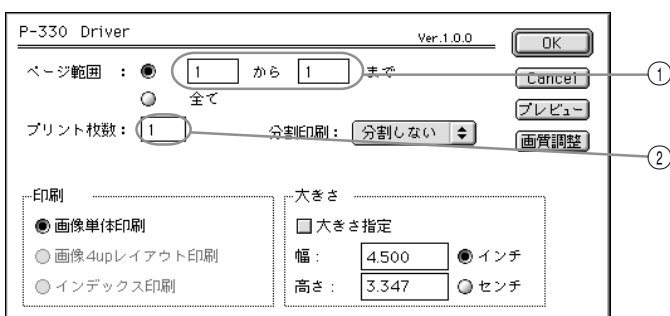 P-330 Driver
Ver.1.0.0
OK
ページ範囲 : 1 から 1 まで
①
Cancel
全て
プレビュー
プリント枚数: 1 分割印刷: 分割しない
画質調整
②
印刷
画像単体印刷
画像4upレイアウト印刷
インデックス印刷
大きさ
大きさ指定
幅: 4.500 インチ
高さ: 3.347 センチ